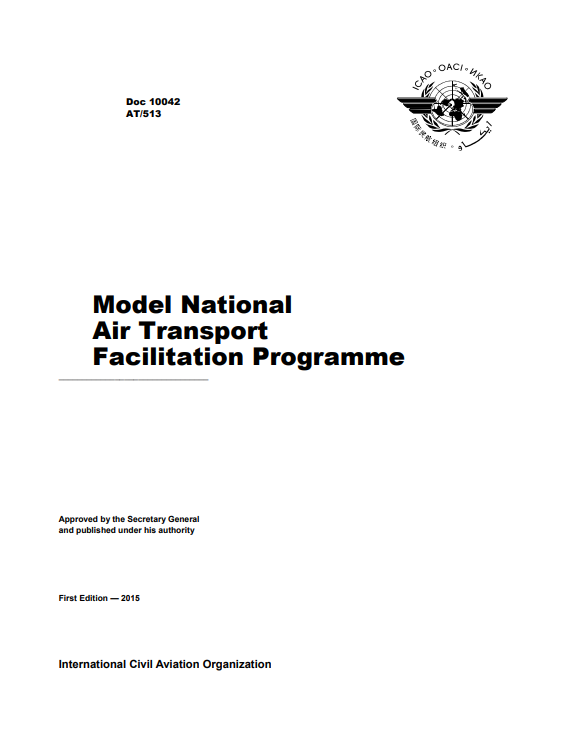 Doc 10042
AT/513
ICAO ◦ OACI ◦ ИКАО
国际民航组织 ◦ ايكاو
Model National
Air Transport
Facilitation Programme
Approved by the Secretary General
and published under his authority
First Edition — 2015
International Civil Aviation Organization